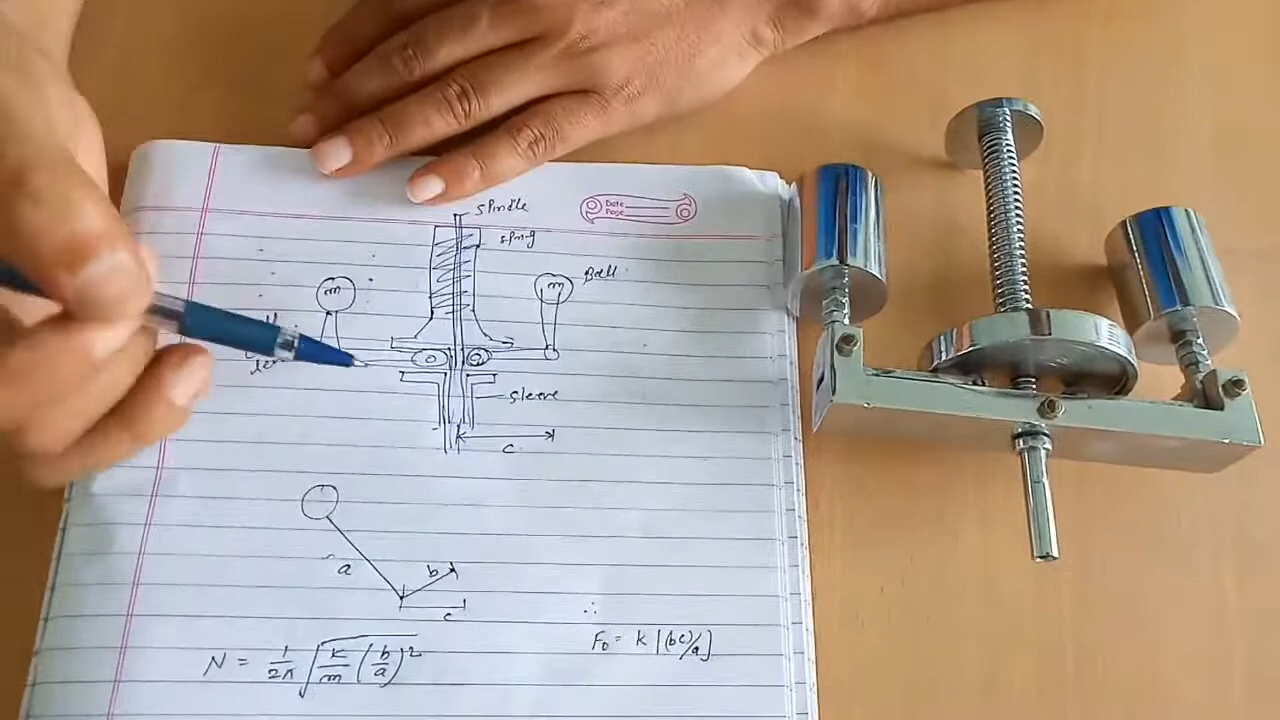 Date
Page
spindle
spring
m
m
Ball
sleeve
c
a
b
c
∴
N = 1/2π √(k/m (b/a)²)
F₀ = k [(bc)/a]